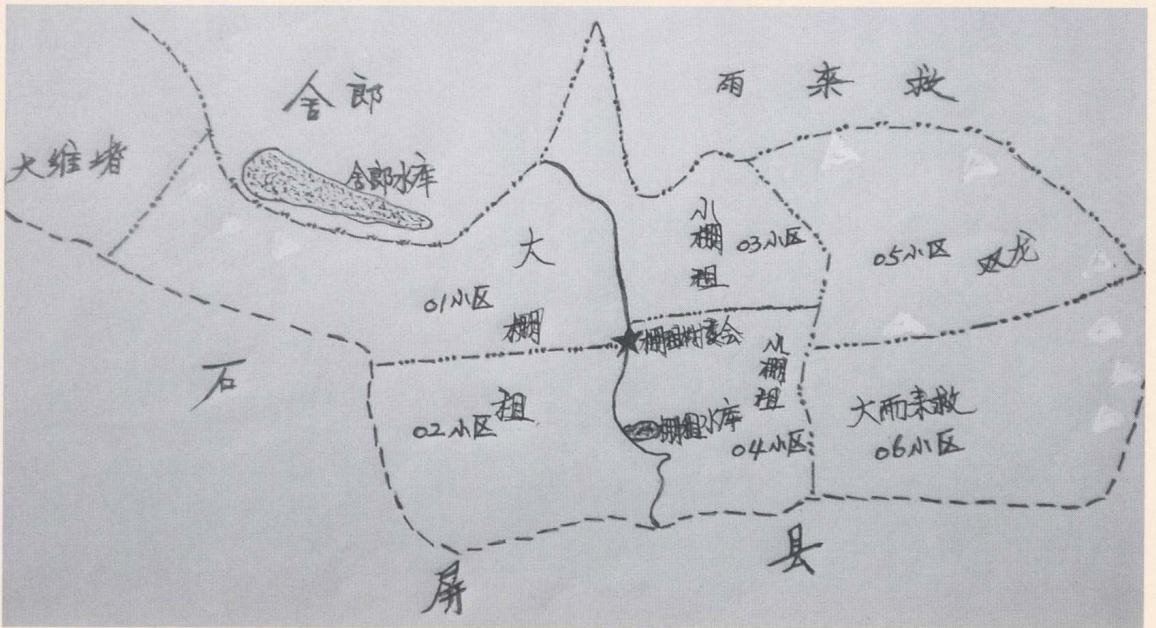 舍郎
雨来救
大维堵
舍郎水库
小棚租
03小区
大棚租
05小区
双龙
01小区
棚租村委会
小棚租
石
大雨来救
02小区
棚租水库
04小区
06小区
屏
县